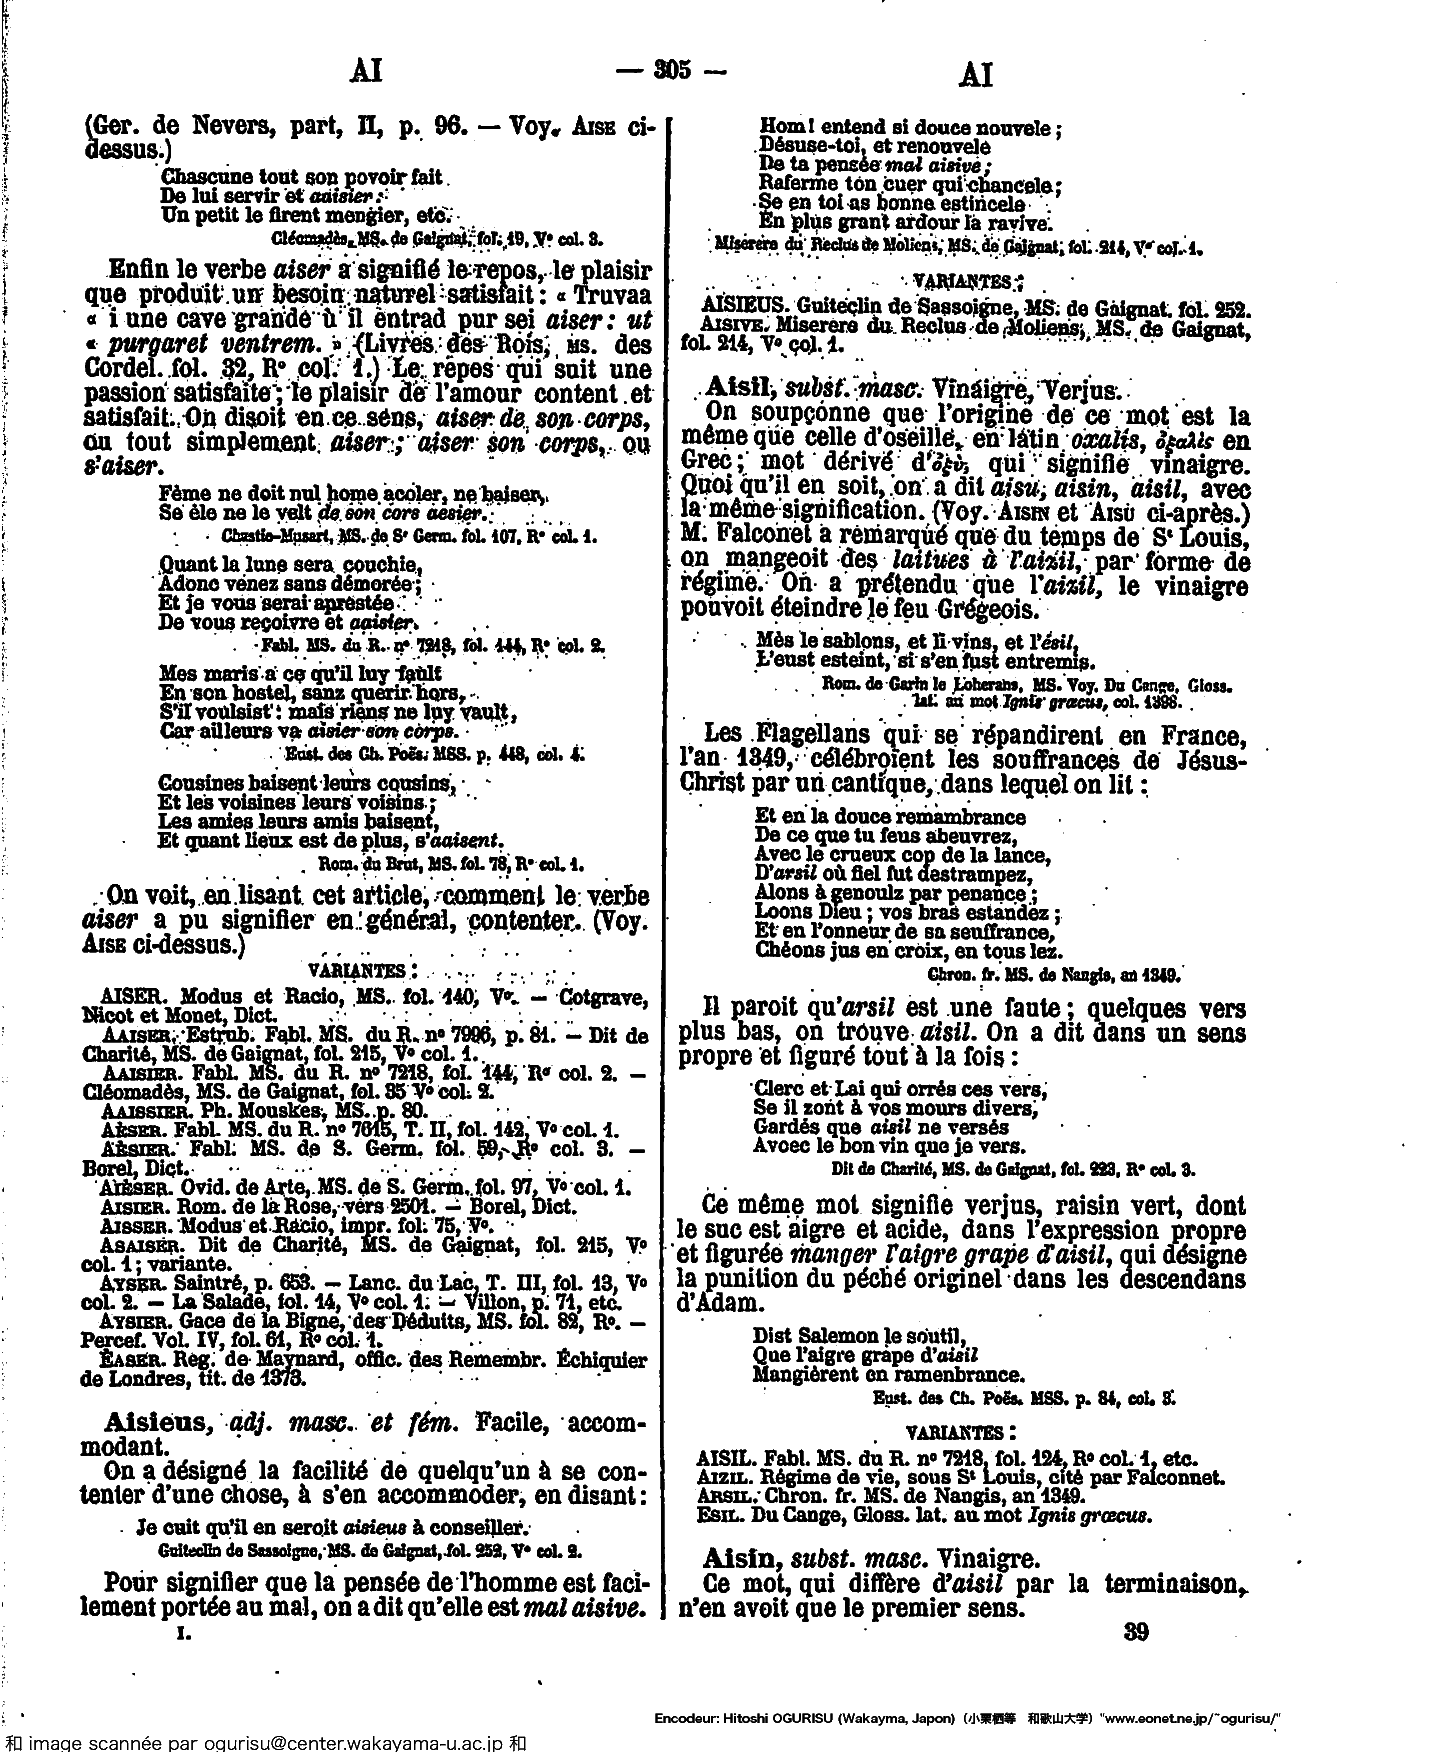 AI
— 305 —
AI
(Ger. de Nevers, part, II, p. 96. — Voy. AISE ci-
dessus.)
Chascune tout son povoir fait
De lui servir et aaisier:
Un petit le firent mengier, etc.
Cléomadès, MS. de Gaignat, fol. 19, Vº col. 3.
Enfin le verbe aiser a signifié le repos, le plaisir
que produit un besoin naturel satisfait : « Truvaa
« i une cave grande ù il entrad pur sei aiser : ut
« purgaret ventrem. » (Livres des Rois, MS. des
Cordel. fol. 32, Rº col. 1.) Le repos qui suit une
passion satisfaite ; le plaisir de l'amour content et
satisfait. On disoit en ce sens, aiser de son corps,
ou tout simplement aiser ; aiser son corps, ou
s'aiser.
Fème ne doit nul home acoler, ne baiser,
Se èle ne le velt de son cors aesier.
Chastie-Musart, MS. de Sᵗ Germ. fol. 107, Rº col. 1.
Quant la lune sera couchie,
Adonc venez sans démorée ;
Et je vous serai aprestée
De vous reçoivre et aaisier.
Fabl. MS. du R. nº 7218, fol. 144, Rº col. 2.
Mes maris a ce qu'il luy fault
En son hostel, sanz querir hors,
S'il voulsist : mais riens ne luy vault,
Car ailleurs va aisier son corps.
Eust. des Ch. Poës. MSS. p. 448, col. 4.
Cousines baisent leurs cousins,
Et les voisines leurs voisins ;
Les amies leurs amis baisent,
Et quant lieux est de plus, s'aaisent.
Rom. du Brut, MS. fol. 78, Rº col. 1.
On voit, en lisant cet article, comment le verbe
aiser a pu signifier en général, contenter. (Voy.
AISE ci-dessus.)
VARIANTES :
AISER. Modus et Racio, MS. fol. 140, Vº. — Cotgrave,
Nicot et Monet, Dict.
AAISER. Estrub. Fabl. MS. du R. nº 7996, p. 81. — Dit de
Charité, MS. de Gaignat, fol. 215, Vº col. 1.
AAISIER. Fabl. MS. du R. nº 7218, fol. 144, Rº col. 2. —
Cléomadès, MS. de Gaignat, fol. 35 Vº col. 2.
AAISSIER. Ph. Mouskes, MS. p. 80.
AÈSER. Fabl. MS. du R. nº 7615, T. II, fol. 142, Vº col. 1.
AÈSIER. Fabl. MS. de S. Germ. fol. 59, Rº col. 3. —
Borel, Dict.
AIÈSER. Ovid. de Arte, MS. de S. Germ. fol. 97, Vº col. 1.
AISIER. Rom. de la Rose, vers 2501. — Borel, Dict.
AISSER. Modus et Racio, impr. fol. 75, Vº.
ASAISER. Dit de Charité, MS. de Gaignat, fol. 215, Vº
col. 1 ; variante.
AYSER. Saintré, p. 653. — Lanc. du Lac, T. III, fol. 13, Vº
col. 2. — La Salade, fol. 14, Vº col. 1. — Villon, p. 71, etc.
AYSIER. Gace de la Bigne, des Déduits, MS. fol. 82, Rº. —
Percef. Vol. IV, fol. 61, Rº col. 1.
ÉASER. Reg. de Maynard, offic. des Remembr. Échiquier
de Londres, tit. de 1373.
Aisieus, adj. masc. et fém. Facile, accom-
modant.
On a désigné la facilité de quelqu'un à se con-
tenter d'une chose, à s'en accommoder, en disant :
Je cuit qu'il en seroit aisieus à conseiller.
Guiteclin de Sassoigne, MS. de Gaignat, fol. 252, Vº col. 2.
Pour signifier que la pensée de l'homme est faci-
lement portée au mal, on a dit qu'elle est mal aisive.
I.
Hom! entend si douce nouvele ;
Désuse-toi, et renouvele
De ta pensée mal aisive ;
Raferme ton cuer qui chancele ;
Se en toi as bonne estincele
En plus grant ardour la ravive.
Miserere du Reclus de Moliens, MS. de Gaignat, fol. 214, Vº col. 1.
VARIANTES :
AISIEUS. Guiteclin de Sassoigne, MS. de Gaignat. fol. 252.
AISIVE. Miserere du Reclus de Moliens, MS. de Gaignat,
fol. 214, Vº col. 1.
Aisil, subst. masc. Vinaigre, Verjus.
On soupçonne que l'origine de ce mot est la
même que celle d'oseille, en latin oxalis, ὀξαλὶς en
Grec ; mot dérivé d'ὀξὺ, qui signifie vinaigre.
Quoi qu'il en soit, on a dit aisu, aisin, aisil, avec
la même signification. (Voy. AISIN et AISU ci-après.)
M. Falconet a remarqué que du temps de Sᵗ Louis,
on mangeoit des laitues à l'aizil, par forme de
régime. On a prétendu que l'aizil, le vinaigre
pouvoit éteindre le feu Grégeois.
Mès le sablons, et li vins, et l'ésil,
L'eust esteint, si s'en fust entremis.
Rom. de Garin le Loherans, MS. Voy. Du Cange, Gloss.
lat. au mot Ignis græcus, col. 1398.
Les Flagellans qui se répandirent en France,
l'an 1349, célébroient les souffrances de Jésus-
Christ par un cantique, dans lequel on lit :
Et en la douce remambrance
De ce que tu feus abeuvrez,
Avec le crueux cop de la lance,
D'arsil où fiel fut destrampez,
Alons à genoulz par penance ;
Loons Dieu ; vos bras estandez ;
Et en l'onneur de sa seuffrance,
Chéons jus en croix, en tous lez.
Chron. fr. MS. de Nangis, an 1349.
Il paroit qu'arsil est une faute ; quelques vers
plus bas, on trouve aisil. On a dit dans un sens
propre et figuré tout à la fois :
Clerc et Lai qui orrés ces vers,
Se il zont à vos mours divers,
Gardés que aisil ne versés
Avoec le bon vin que je vers.
Dit de Charité, MS. de Gaignat, fol. 223, Rº col. 3.
Ce même mot signifie verjus, raisin vert, dont
le suc est aigre et acide, dans l'expression propre
et figurée manger l'aigre grape d'aisil, qui désigne
la punition du péché originel dans les descendans
d'Adam.
Dist Salemon le soutil,
Que l'aigre grape d'aisil
Mangièrent en ramenbrance.
Eust. des Ch. Poës. MSS. p. 84, col. 3.
VARIANTES :
AISIL. Fabl. MS. du R. nº 7218, fol. 124, Rº col. 1, etc.
AIZIL. Régime de vie, sous Sᵗ Louis, cité par Falconnet.
ARSIL. Chron. fr. MS. de Nangis, an 1349.
ESIL. Du Cange, Gloss. lat. au mot Ignis græcus.
Aisin, subst. masc. Vinaigre.
Ce mot, qui diffère d'aisil par la terminaison,
n'en avoit que le premier sens.
39
Encodeur: Hitoshi OGURISU (Wakayma, Japon) (小栗栖等 和歌山大学) "www.eonet.ne.jp/~ogurisu/"
和 image scannée par ogurisu@center.wakayama-u.ac.jp 和